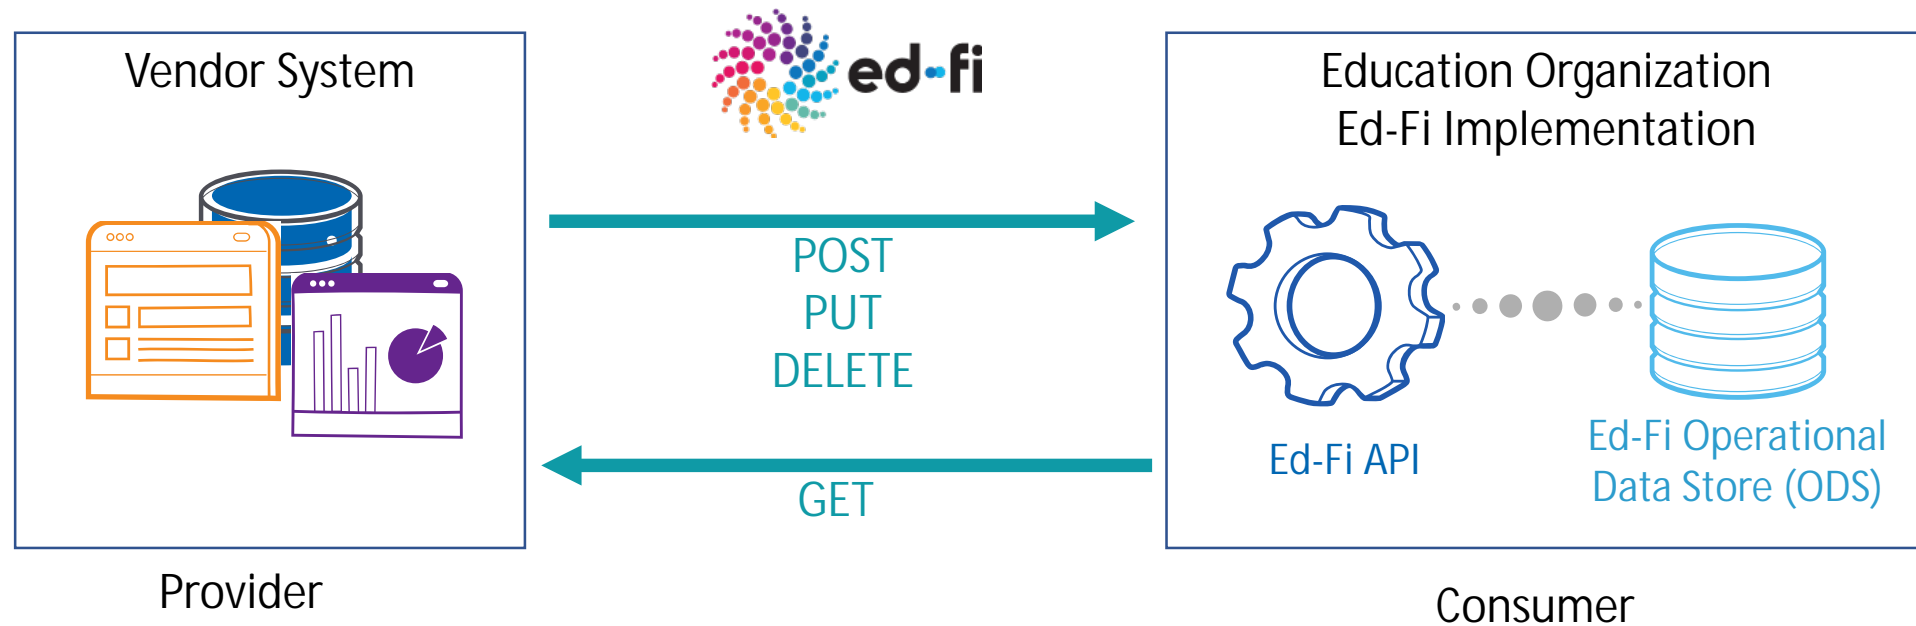 Vendor System
ed-fi
Education Organization
Ed-Fi Implementation
POST
PUT
DELETE
GET
Ed-Fi API
Ed-Fi Operational
Data Store (ODS)
Provider
Consumer